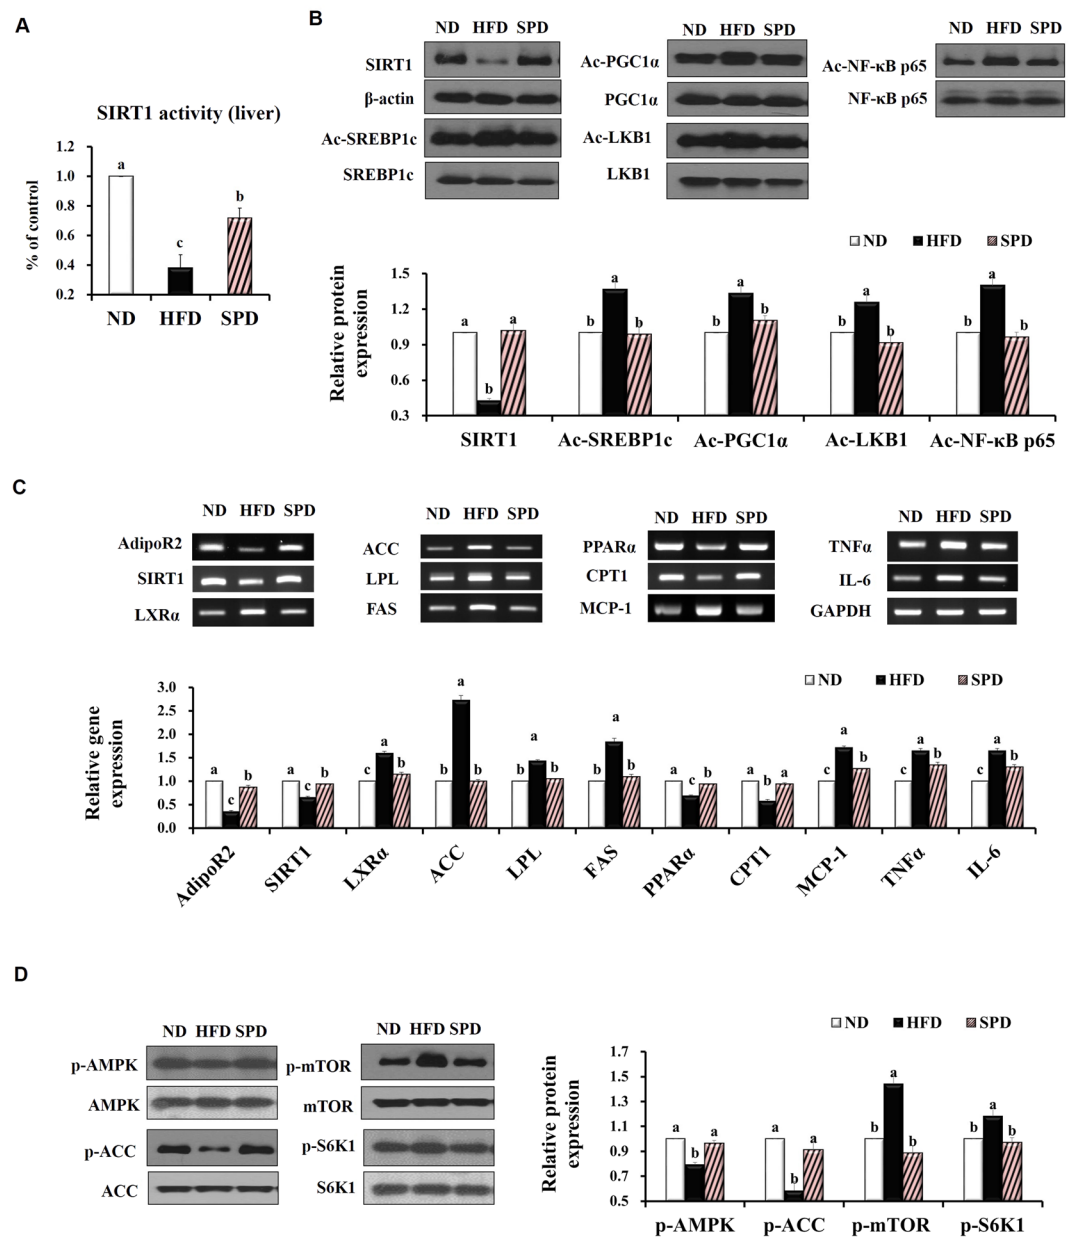 A
SIRT1 activity (liver)
% of control
1.2
1.0
0.8
0.6
0.4
0.2
a
c
b
ND HFD SPD
B
ND HFD SPD
SIRT1
β-actin
Ac-SREBP1c
SREBP1c
ND HFD SPD
Ac-PGC1α
PGC1α
Ac-LKB1
LKB1
ND HFD SPD
Ac-NF-κB p65
NF-κB p65
ND HFD SPD
Relative protein
expression
1.5
1.2
0.9
0.6
0.3
a b a
b a b
b a b
b a b
b a b
SIRT1 Ac-SREBP1c Ac-PGC1α Ac-LKB1 Ac-NF-κB p65
C
ND HFD SPD
AdipoR2
SIRT1
LXRα
ND HFD SPD
ACC
LPL
FAS
ND HFD SPD
PPARα
CPT1
MCP-1
ND HFD SPD
TNFα
IL-6
GAPDH
ND HFD SPD
Relative gene
expression
3.0
2.5
2.0
1.5
1.0
0.5
0.0
a c b
a c b
c a b
b a b
b a b
b a b
a c b
a b a
c a b
c a b
c a b
AdipoR2 SIRT1 LXRα ACC LPL FAS PPARα CPT1 MCP-1 TNFα IL-6
D
ND HFD SPD
p-AMPK
AMPK
p-ACC
ACC
ND HFD SPD
p-mTOR
mTOR
p-S6K1
S6K1
ND HFD SPD
Relative protein
expression
1.7
1.5
1.3
1.1
0.9
0.7
0.5
a b a
a b a
b a b
b a b
p-AMPK p-ACC p-mTOR p-S6K1